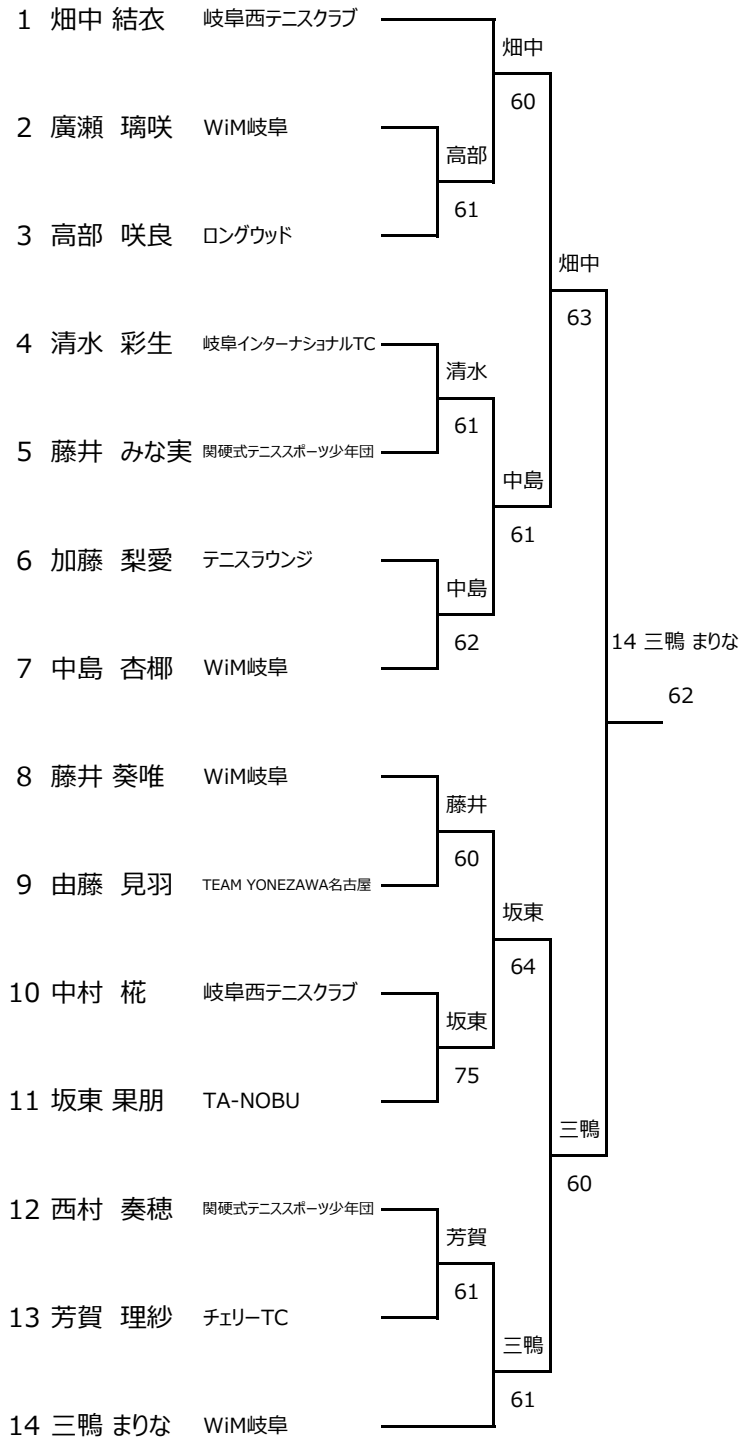 1 畑中 結衣 岐阜西テニスクラブ
畑中
60
2 廣瀬 璃咲 WiM岐阜
高部
61
3 高部 咲良 ロングウッド
畑中
63
4 清水 彩生 岐阜インターナショナルTC
清水
61
5 藤井 みな実 関硬式テニススポーツ少年団
中島
61
6 加藤 梨愛 テニスラウンジ
中島
62
7 中島 杏椰 WiM岐阜
14 三鴨 まりな
62
8 藤井 葵唯 WiM岐阜
藤井
60
9 由藤 見羽 TEAM YONEZAWA名古屋
坂東
64
10 中村 椛 岐阜西テニスクラブ
坂東
75
11 坂東 果朋 TA-NOBU
三鴨
60
12 西村 奏穂 関硬式テニススポーツ少年団
芳賀
61
13 芳賀 理紗 チェリーTC
三鴨
61
14 三鴨 まりな WiM岐阜